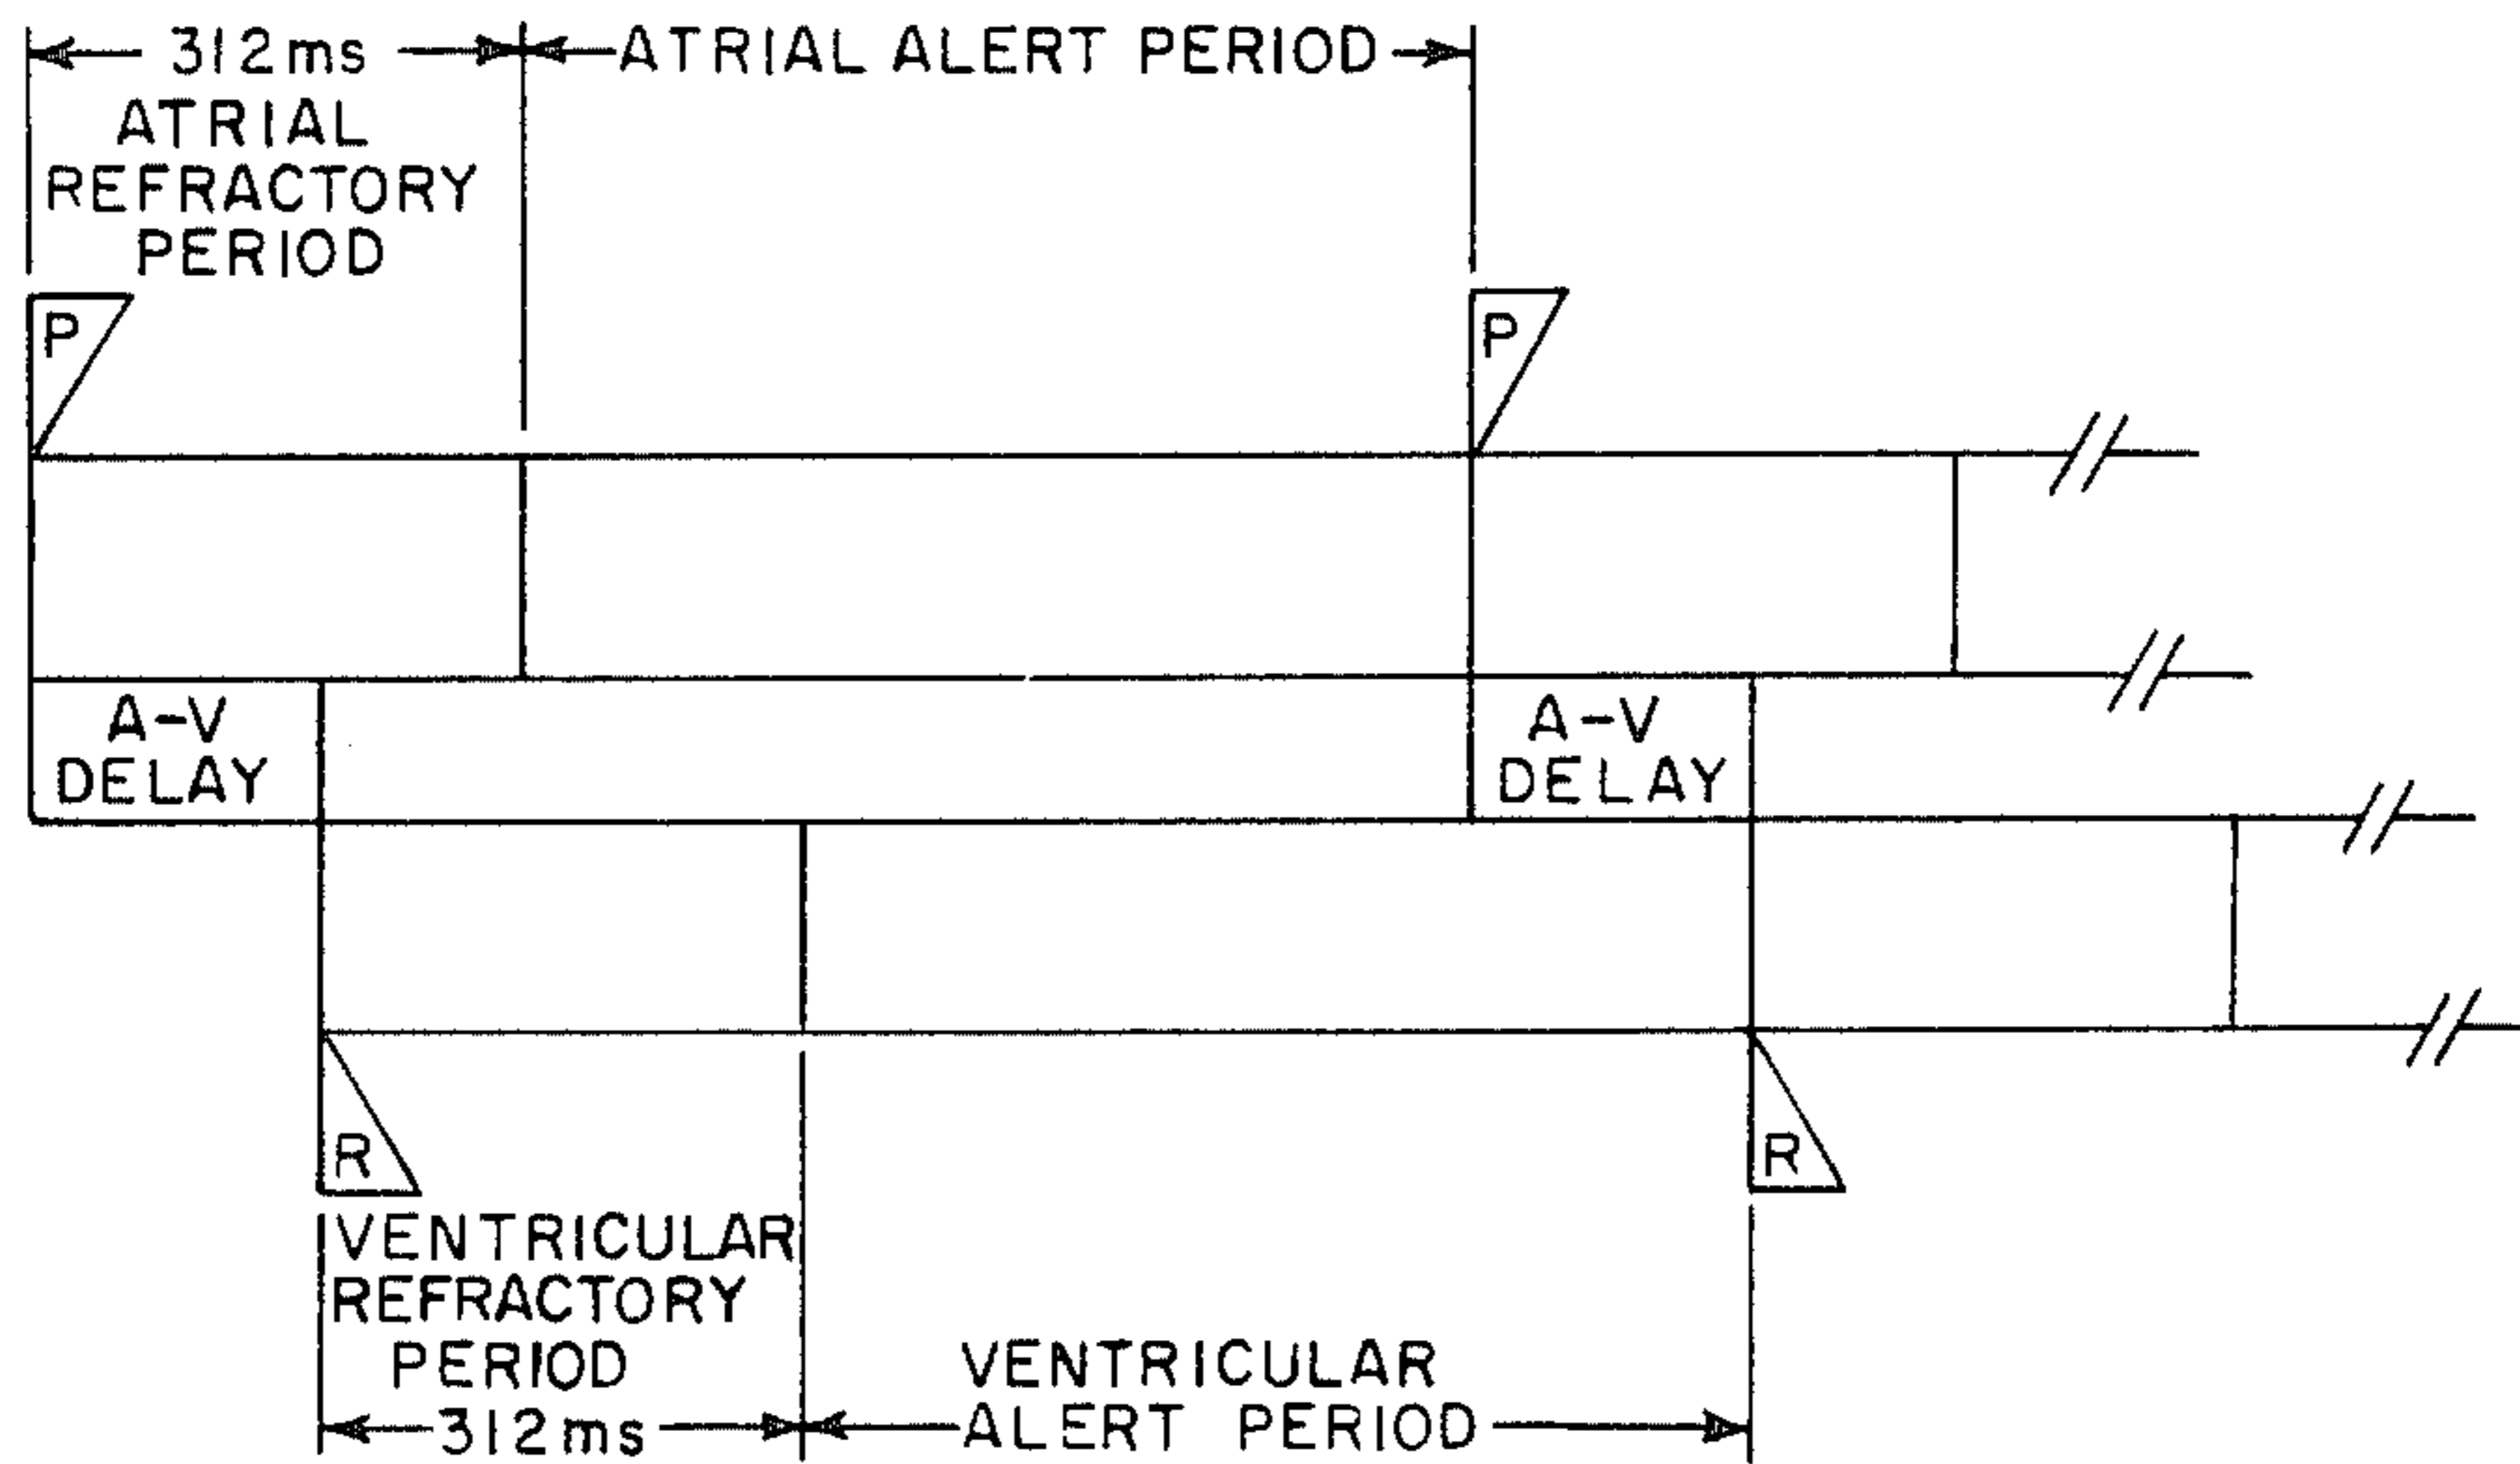 312ms
ATRIAL ALERT PERIOD
ATRIAL
REFRACTORY
PERIOD
P
P
A-V
DELAY
A-V
DELAY
R
R
VENTRICULAR
REFRACTORY
PERIOD
312ms
VENTRICULAR
ALERT PERIOD